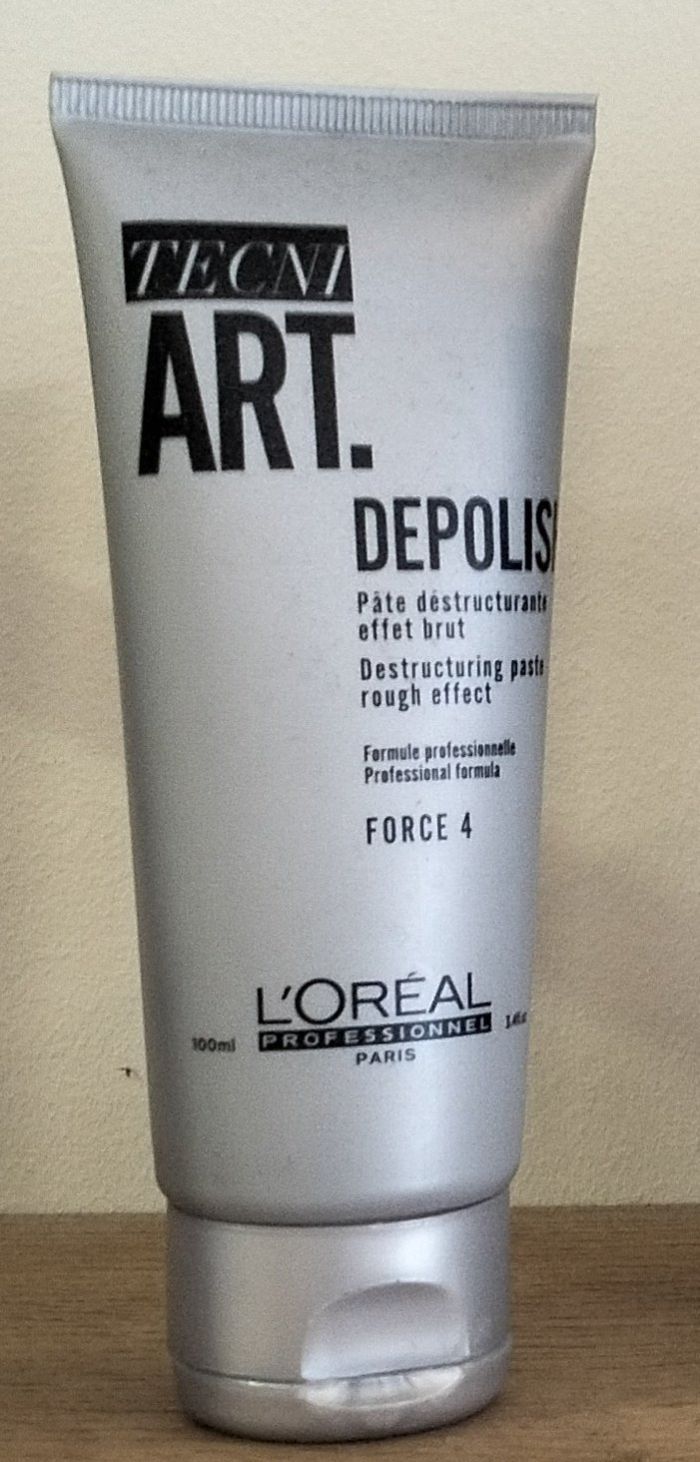 TECNI
ART.
DEPOLIS
Pâte déstructurante
effet brut
Destructuring paste
rough effect
Formule professionnelle
Professional formula
FORCE 4
L'ORÉAL
PROFESSIONNEL
PARIS
100ml